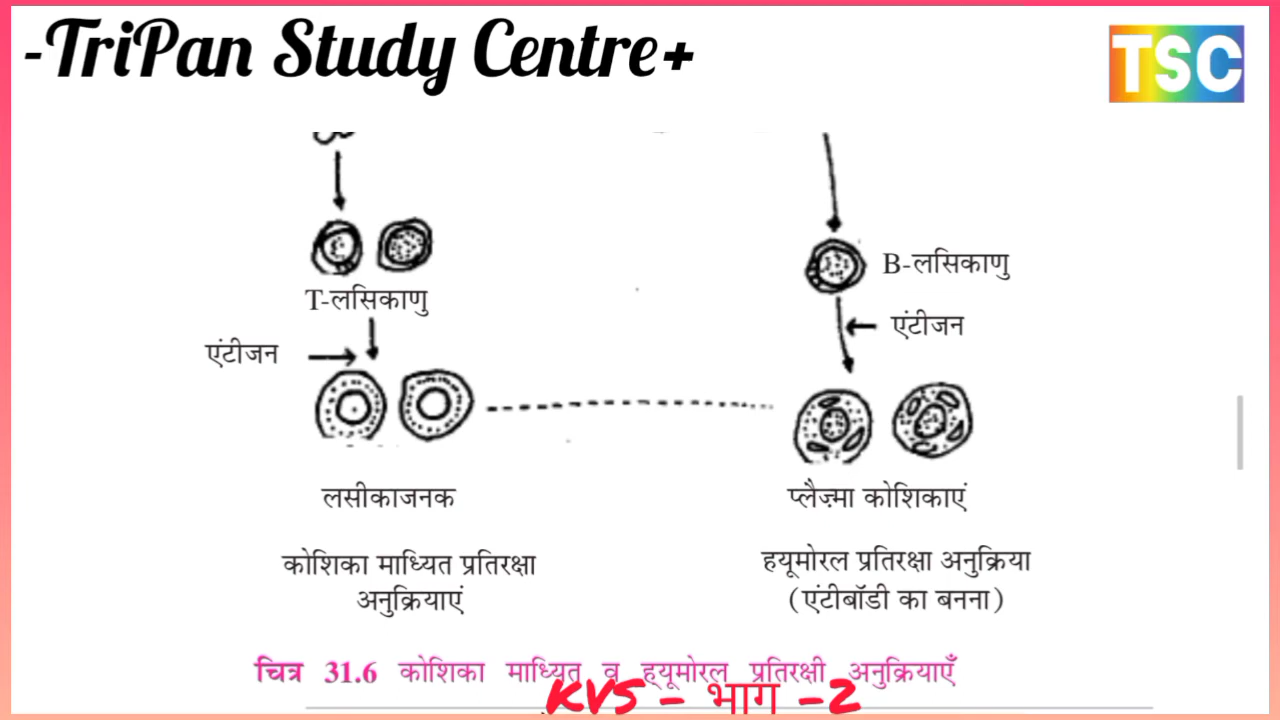 -TriPan Study Centre+
TSC
T-लसिकाणु
B-लसिकाणु
एंटीजन
एंटीजन
लसीकाजनक
प्लैज़्मा कोशिकाएं
कोशिका माध्यित प्रतिरक्षा
अनुक्रियाएं
हयूमोरल प्रतिरक्षा अनुक्रिया
(एंटीबॉडी का बनना)
चित्र 31.6 कोशिका माध्यित व ह्यूमोरल प्रतिरक्षी अनुक्रियाएँ
KVS - भाग -2